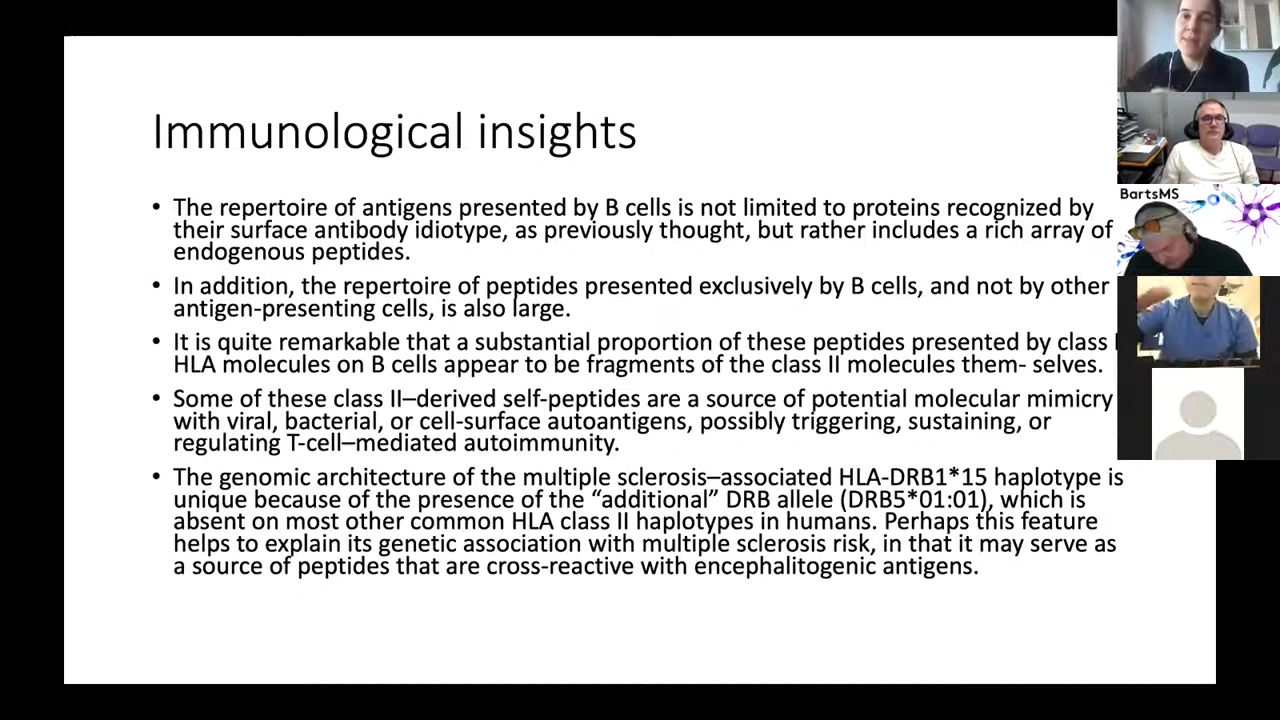 Immunological insights
• The repertoire of antigens presented by B cells is not limited to proteins recognized by
their surface antibody idiotype, as previously thought, but rather includes a rich array of
endogenous peptides.
• In addition, the repertoire of peptides presented exclusively by B cells, and not by other
antigen-presenting cells, is also large.
• It is quite remarkable that a substantial proportion of these peptides presented by class
HLA molecules on B cells appear to be fragments of the class II molecules them- selves.
• Some of these class II–derived self-peptides are a source of potential molecular mimicry
with viral, bacterial, or cell-surface autoantigens, possibly triggering, sustaining, or
regulating T-cell–mediated autoimmunity.
• The genomic architecture of the multiple sclerosis–associated HLA-DRB1*15 haplotype is
unique because of the presence of the “additional” DRB allele (DRB5*01:01), which is
absent on most other common HLA class II haplotypes in humans. Perhaps this feature
helps to explain its genetic association with multiple sclerosis risk, in that it may serve as
a source of peptides that are cross-reactive with encephalitogenic antigens.
BartsMS